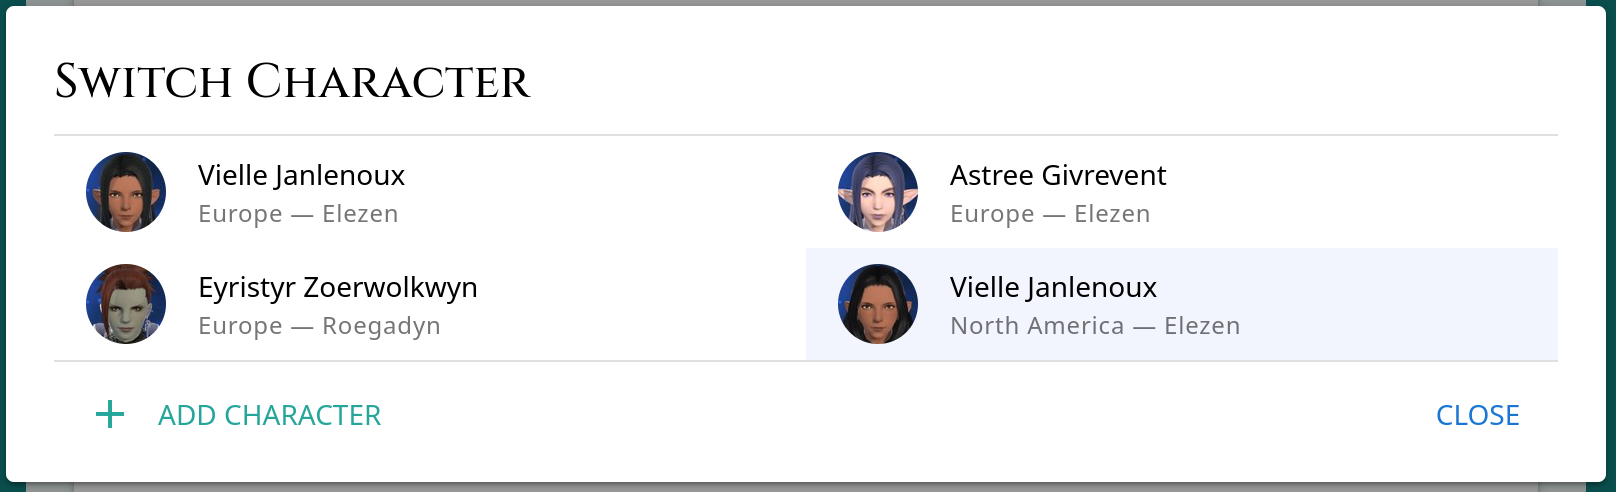 Switch Character
Vielle Janlenoux
Europe — Elezen
Astree Givrevent
Europe — Elezen
Eyristyr Zoerwolkwyn
Europe — Roegadyn
Vielle Janlenoux
North America — Elezen
ADD CHARACTER
CLOSE